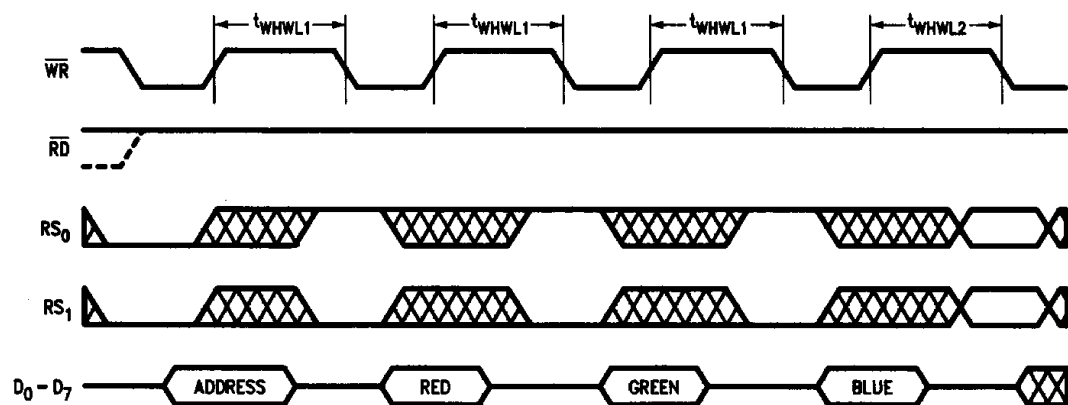 tWHWL1 tWHWL1 tWHWL1 tWHWL2
WR
RD
RS0
RS1
D0 – D7 ADDRESS RED GREEN BLUE